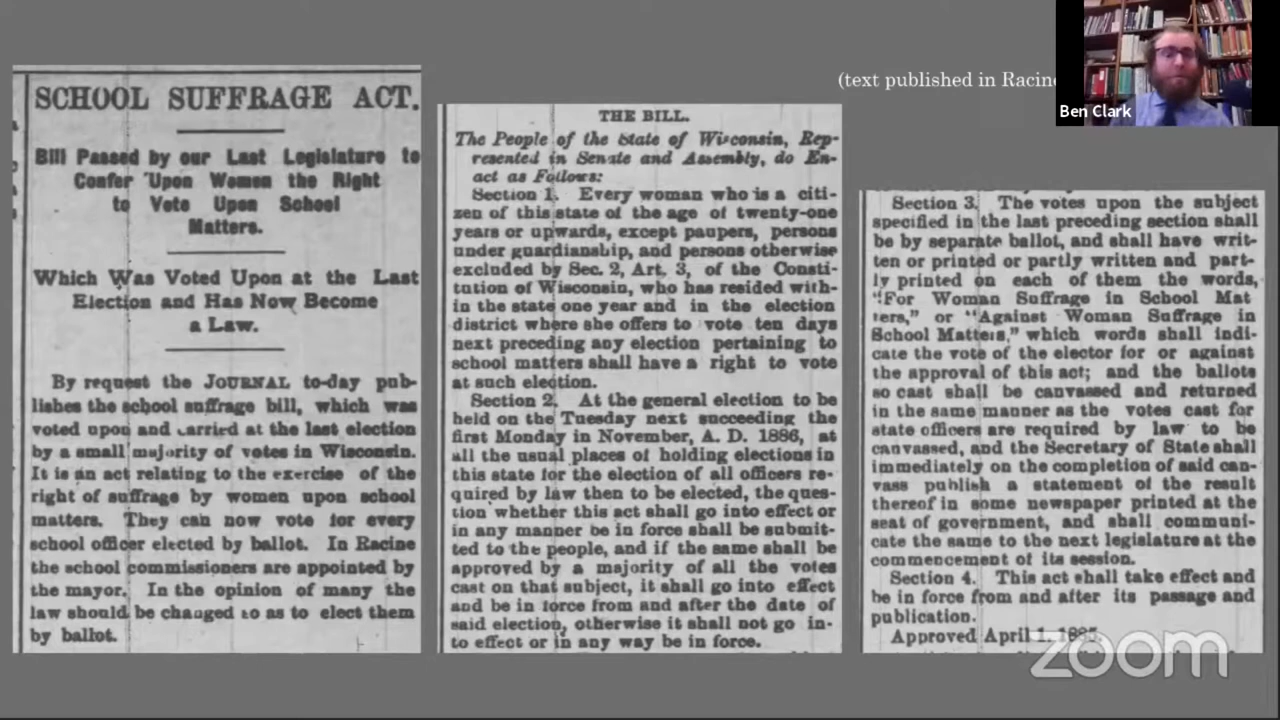 SCHOOL SUFFRAGE ACT.
Bill Passed by our Last Legislature to
Confer Upon Women the Right
to Vote Upon School
Matters.
Which Was Voted Upon at the Last
Election and Has Now Become
a Law.
By request the JOURNAL to-day pub-
lishes the school suffrage bill, which was
voted upon and carried at the last election
by a small majority of votes in Wisconsin.
It is an act relating to the exercise of the
right of suffrage by women upon school
matters. They can now vote for every
school officer elected by ballot. In Racine
the school commissioners are appointed by
the mayor. In the opinion of many the
law should be changed to as to elect them
by ballot.
THE BILL.
The People of the State of Wisconsin, Rep-
resented in Senate and Assembly, do En-
act as Follows:
Section 1. Every woman who is a citi-
zen of this state of the age of twenty-one
years or upwards, except paupers, persons
under guardianship, and persons otherwise
excluded by Sec. 2, Art. 3, of the Consti-
tution of Wisconsin, who has resided with-
in the state one year and in the election
district where she offers to vote ten days
next preceding any election pertaining to
school matters shall have a right to vote
at such election.
Section 2. At the general election to be
held on the Tuesday next succeeding the
first Monday in November, A. D. 1886, at
all the usual places of holding elections in
this state for the election of all officers re-
quired by law then to be elected, the ques-
tion whether this act shall go into effect or
in any manner be in force shall be submit-
ted to the people, and if the same shall be
approved by a majority of all the votes
cast on that subject, it shall go into effect
and be in force from and after the date of
said election, otherwise it shall not go in-
to effect or in any way be in force.
(text published in Racine
Ben Clark
Section 3. The votes upon the subject
specified in the last preceding section shall
be by separate ballot, and shall have writ-
ten or printed or partly written and part-
ly printed on each of them the words,
"For Woman Suffrage in School Mat
ters," or "Against Woman Suffrage in
School Matters," which words shall indi-
cate the vote of the elector for or against
the approval of this act; and the ballots
so cast shall be canvassed and returned
in the same manner as the votes cast for
state officers are required by law to be
canvassed, and the Secretary of State shall
immediately on the completion of said can-
vass publish a statement of the result
thereof in some newspaper printed at the
seat of government, and shall communi-
cate the same to the next legislature at the
commencement of its session.
Section 4. This act shall take effect and
be in force from and after its passage and
publication.
Approved April 1, 1885.
zoom